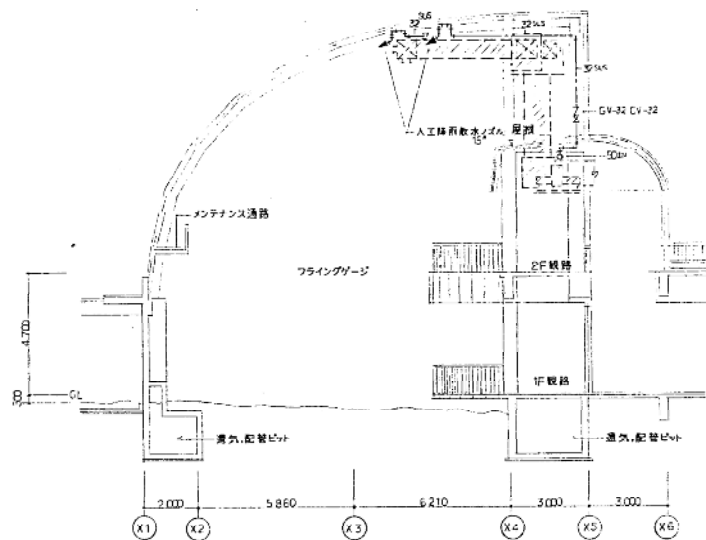 32 SUS
32 SUS
32 SUS
GV-32 CV-32
人工降雨散水ノズル
15°
屋根
50
メンテナンス通路
フライングゲージ
2F観路
4,700
1F観路
300
GL
還気,配管ピット
還気,配管ピット
2,000
5,860
6,210
3,000
3,000
X1
X2
X3
X4
X5
X6